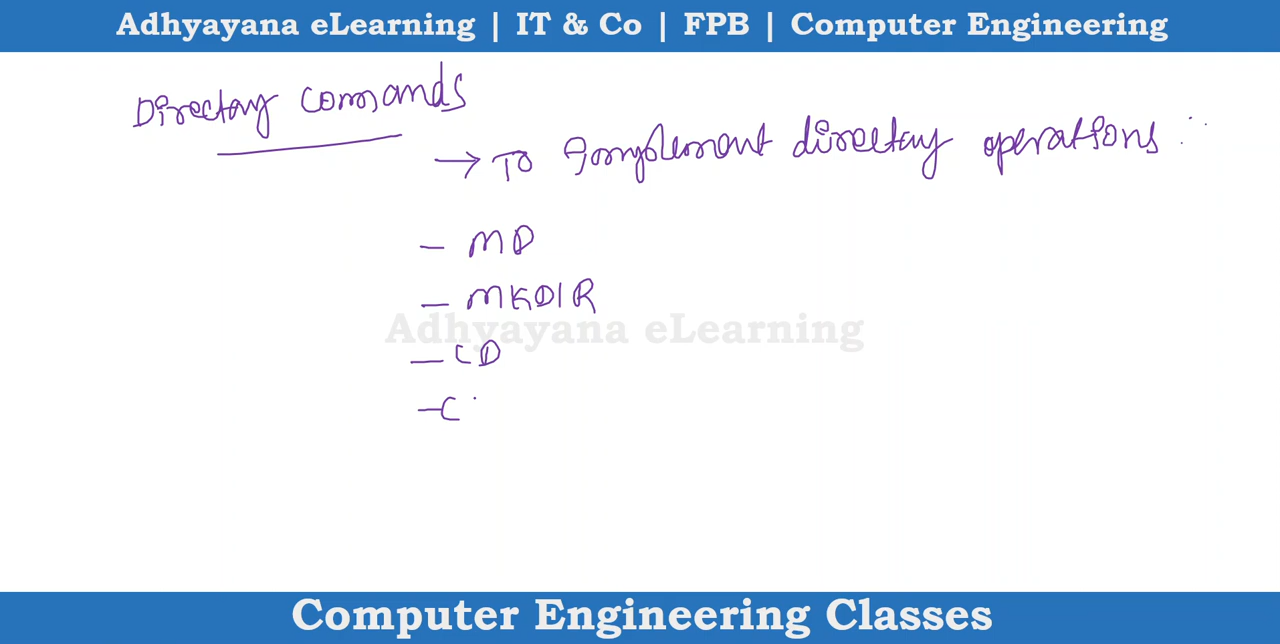 Adhyayana eLearning | IT & Co | FPB | Computer Engineering
Directory Commands
→ To Implement directory operations
- MD
- MKDIR
Adhyayana eLearning
- CD
- C
Computer Engineering Classes